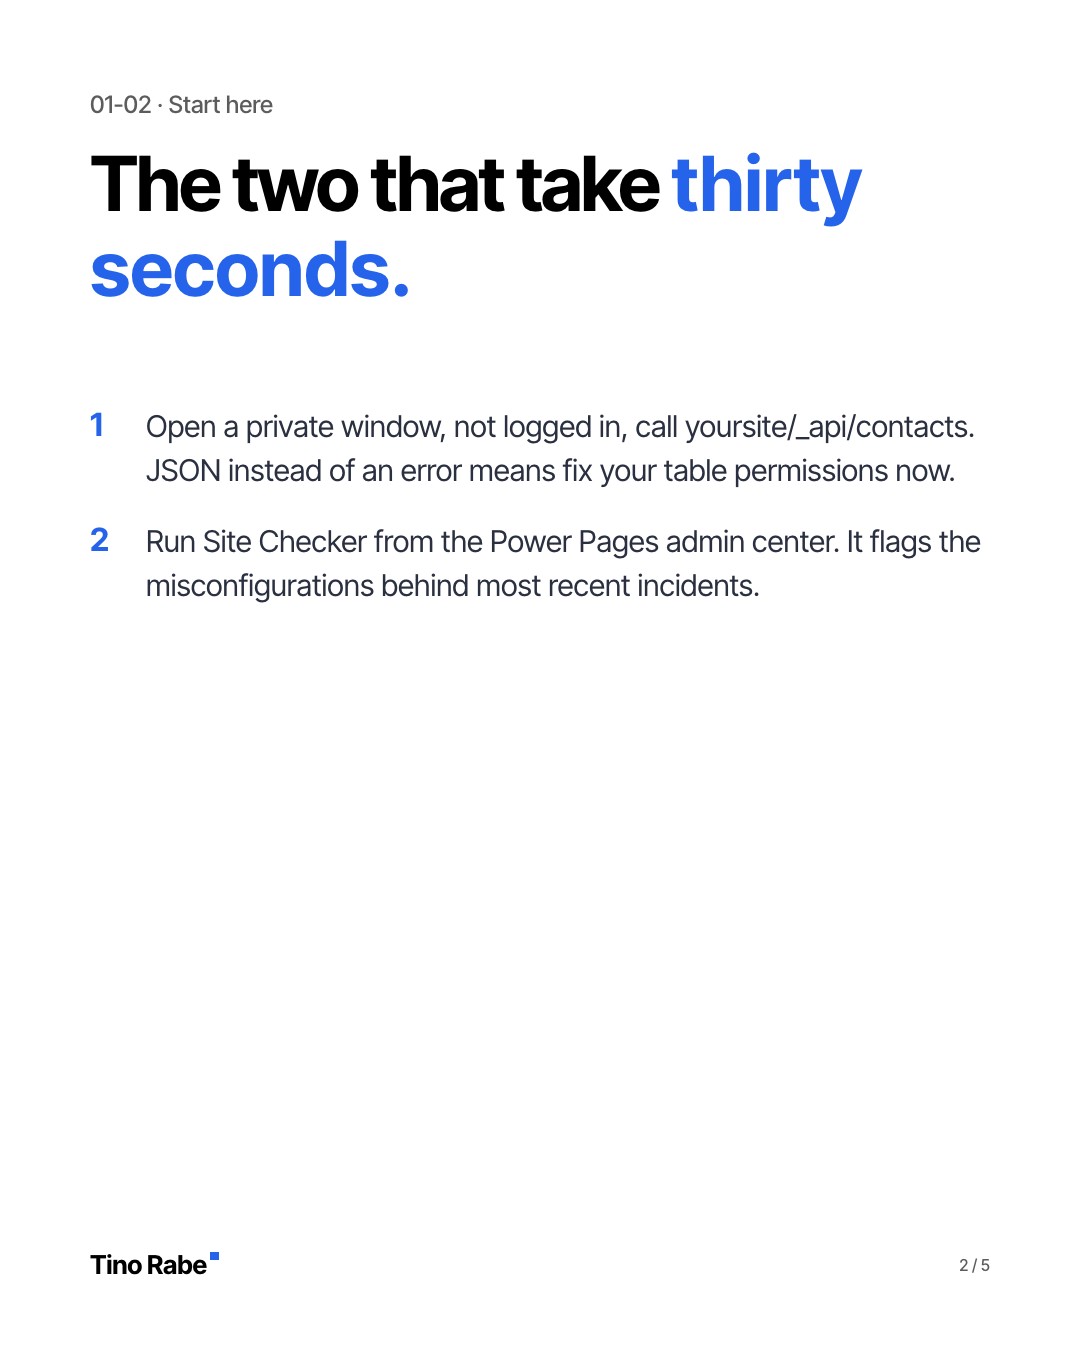 01-02 · Start here
The two that take thirty
seconds.
1 Open a private window, not logged in, call yoursite/_api/contacts.
JSON instead of an error means fix your table permissions now.
2 Run Site Checker from the Power Pages admin center. It flags the
misconfigurations behind most recent incidents.
Tino Rabe
2 / 5